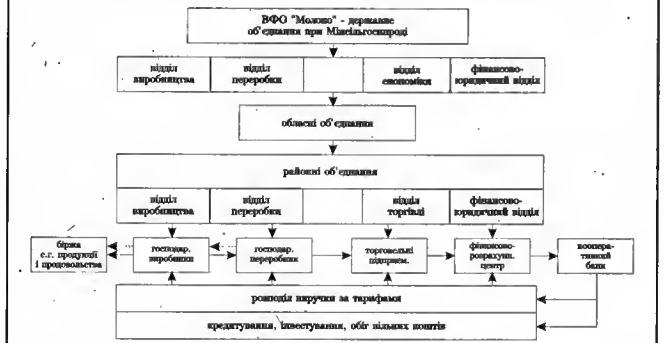 ВФО "Молоко" - державне
об'єднання при Мінсільгосппроді
відділ
виробництва
відділ
переробки
відділ
економіки
фінансово-
юридичний відділ
обласні об'єднання
районні об'єднання
відділ
виробництва
відділ
переробки
відділ
торгівлі
фінансово-
юридичний відділ
біржа
с.г. продукції
і продовольства
господар.
виробники
господар.
переробники
торговельні
підприєм.
фінансово-
розрахунк.
центр
коопера-
тивний
банк
розподіл виручки за тарифами
кредитування, інвестування, обіг вільних коштів